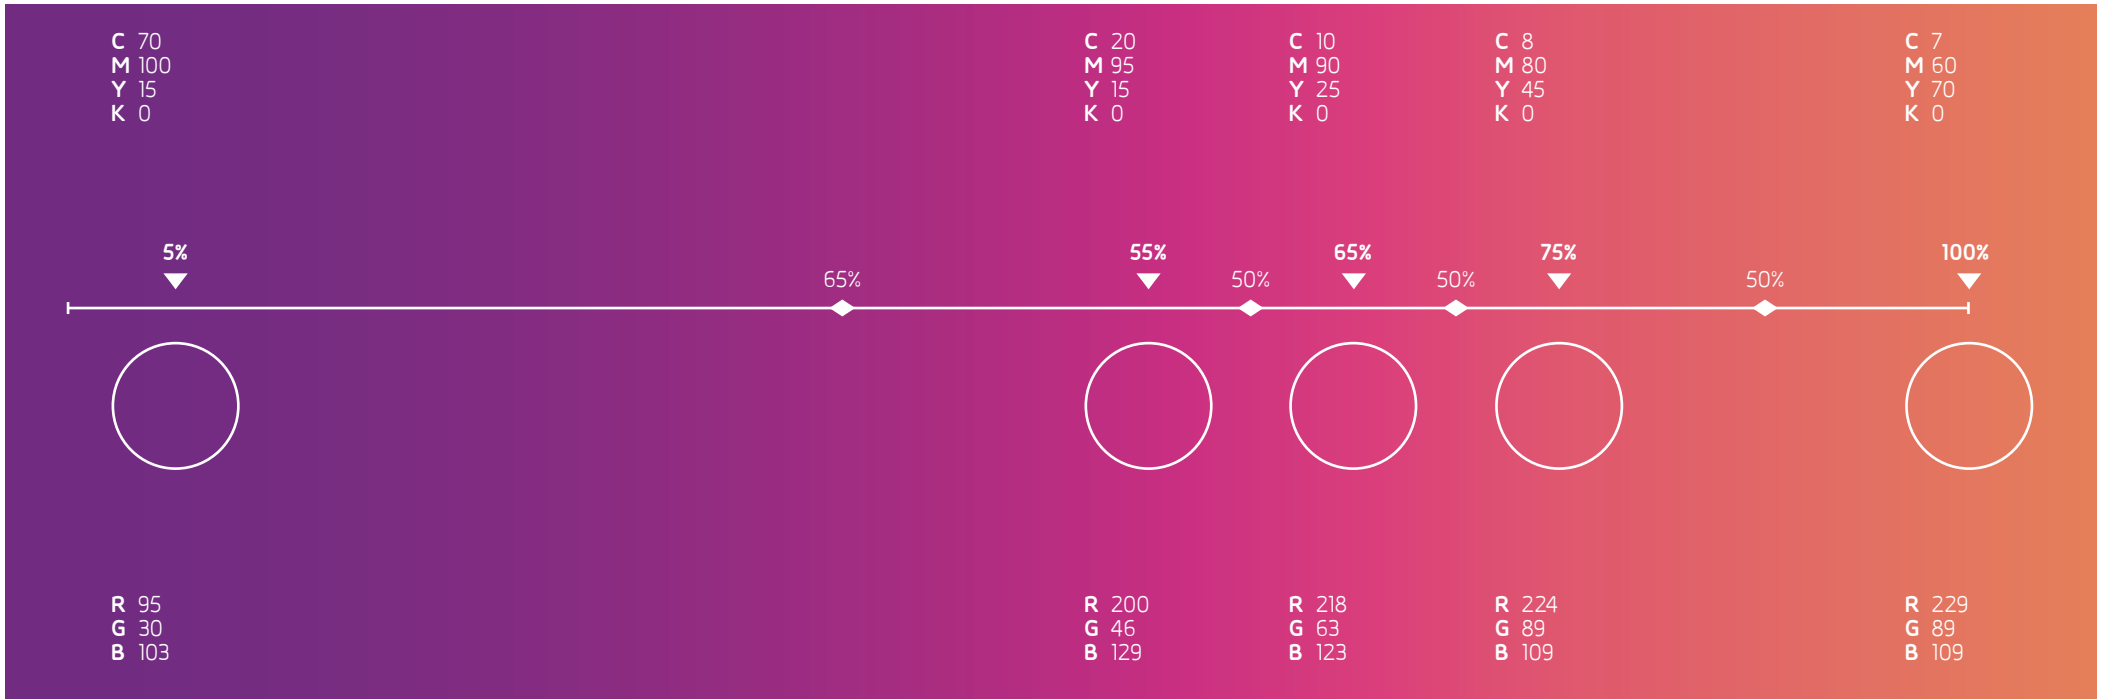 C 70
M 100
Y 15
K 0
C 20
M 95
Y 15
K 0
C 10
M 90
Y 25
K 0
C 8
M 80
Y 45
K 0
C 7
M 60
Y 70
K 0
5%
65%
55%
50%
65%
50%
75%
50%
100%
R 95
G 30
B 103
R 200
G 46
B 129
R 218
G 63
B 123
R 224
G 89
B 109
R 229
G 89
B 109